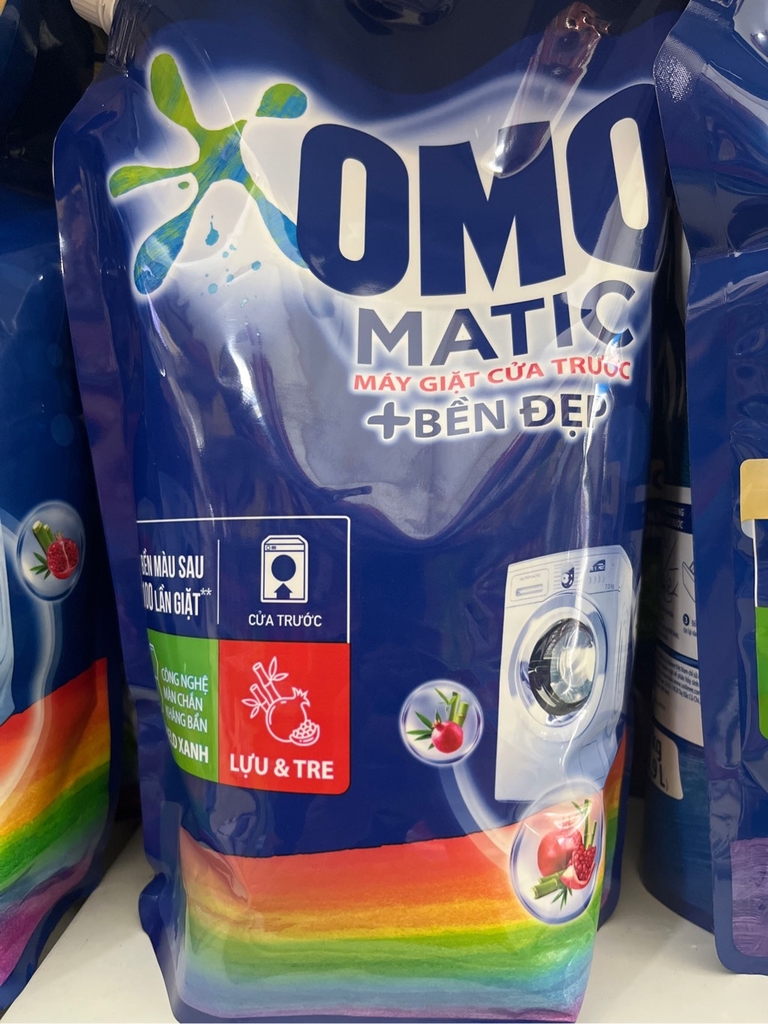 OMO
MATIC
MÁY GIẶT CỬA TRƯỚC
+BỀN ĐẸP
BỀN MÀU SAU
100 LẦN GIẶT**
CỬA TRƯỚC
CÔNG NGHỆ
MÀN CHẮN
KHÁNG BẨN
XANH
LỰU & TRE